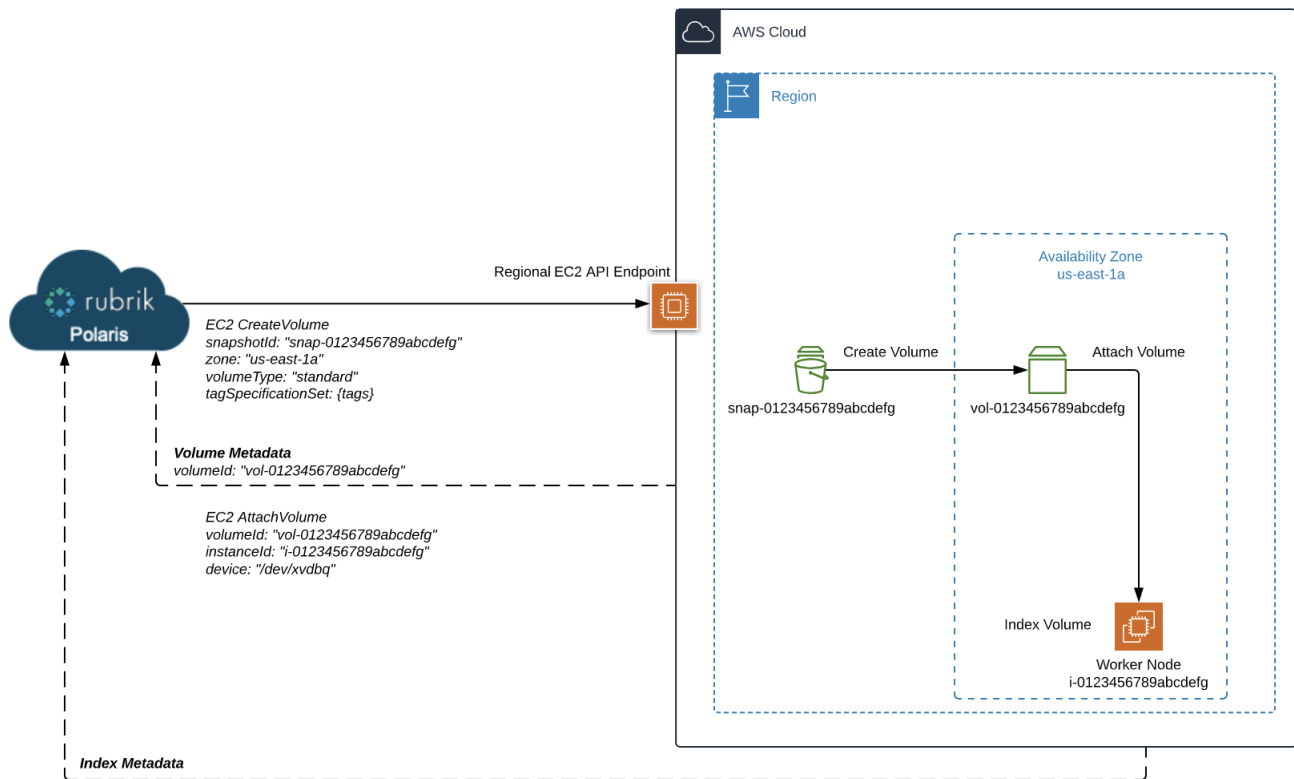 AWS Cloud
Region
Availability Zone
us-east-1a
Regional EC2 API Endpoint
rubrik
Polaris
EC2 CreateVolume
snapshotId: "snap-0123456789abcdefg"
zone: "us-east-1a"
volumeType: "standard"
tagSpecificationSet: {tags}
Create Volume
Attach Volume
snap-0123456789abcdefg
vol-0123456789abcdefg
Volume Metadata
volumeId: "vol-0123456789abcdefg"
EC2 AttachVolume
volumeId: "vol-0123456789abcdefg"
instanceId: "i-0123456789abcdefg"
device: "/dev/xvdbq"
Index Volume
Worker Node
i-0123456789abcdefg
Index Metadata